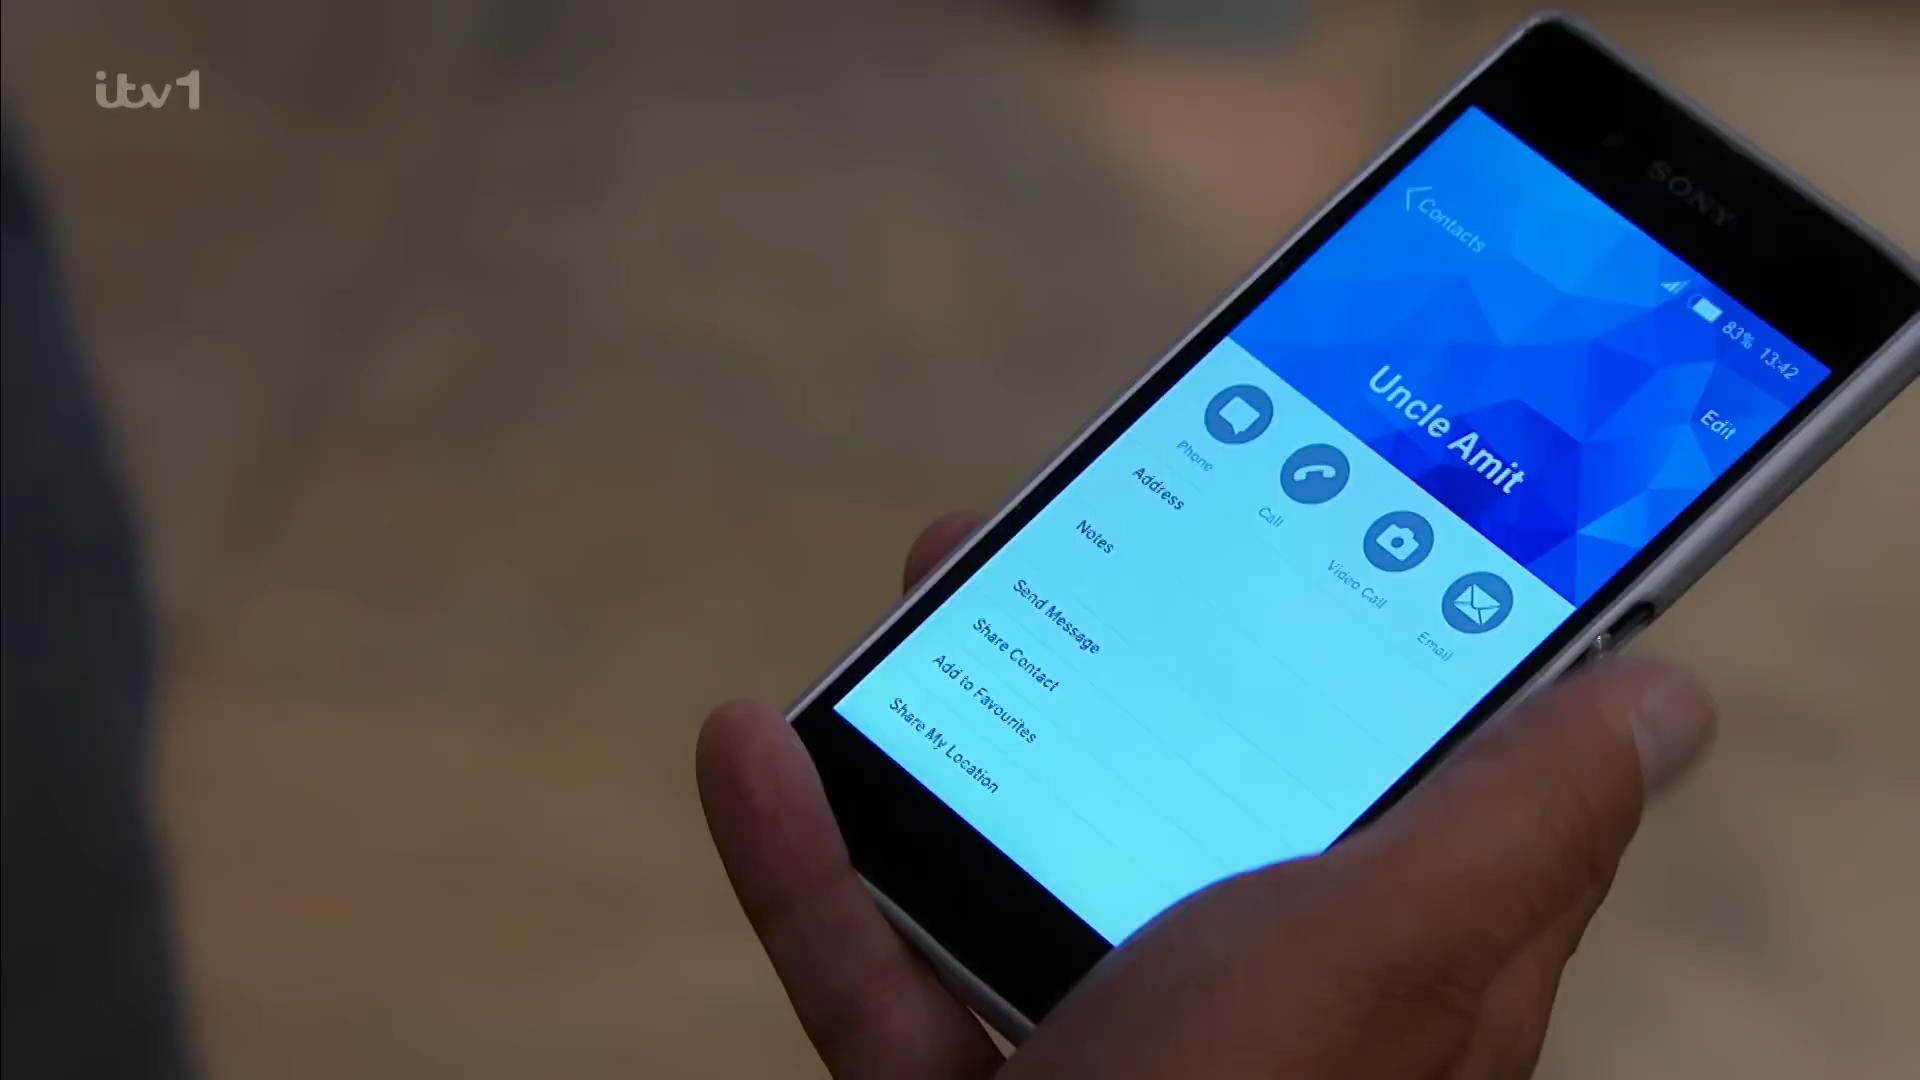 itv1
SONY
83% 13:42
Contacts
Edit
Uncle Amit
Phone
Call
Video Call
Email
Address
Notes
Send Message
Share Contact
Add to Favourites
Share My Location